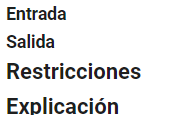 Entrada
Salida
Restricciones
Explicación